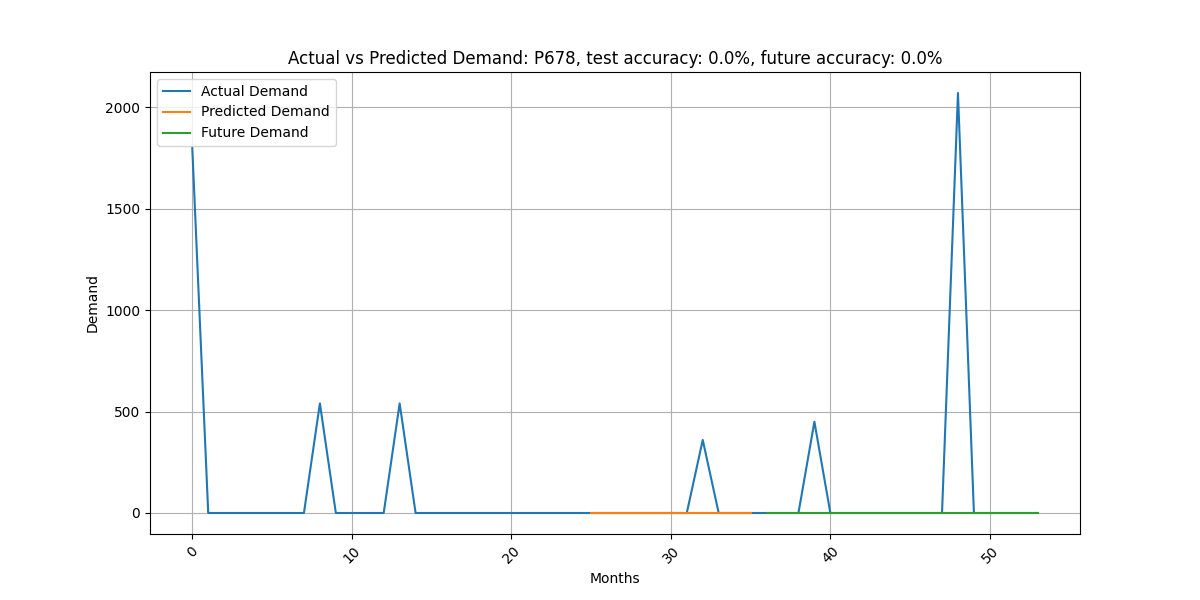 Actual vs Predicted Demand: P678, test accuracy: 0.0%, future accuracy: 0.0%
Actual Demand
Predicted Demand
Future Demand
2000
1500
1000
500
0
Demand
0 10 20 30 40 50
Months